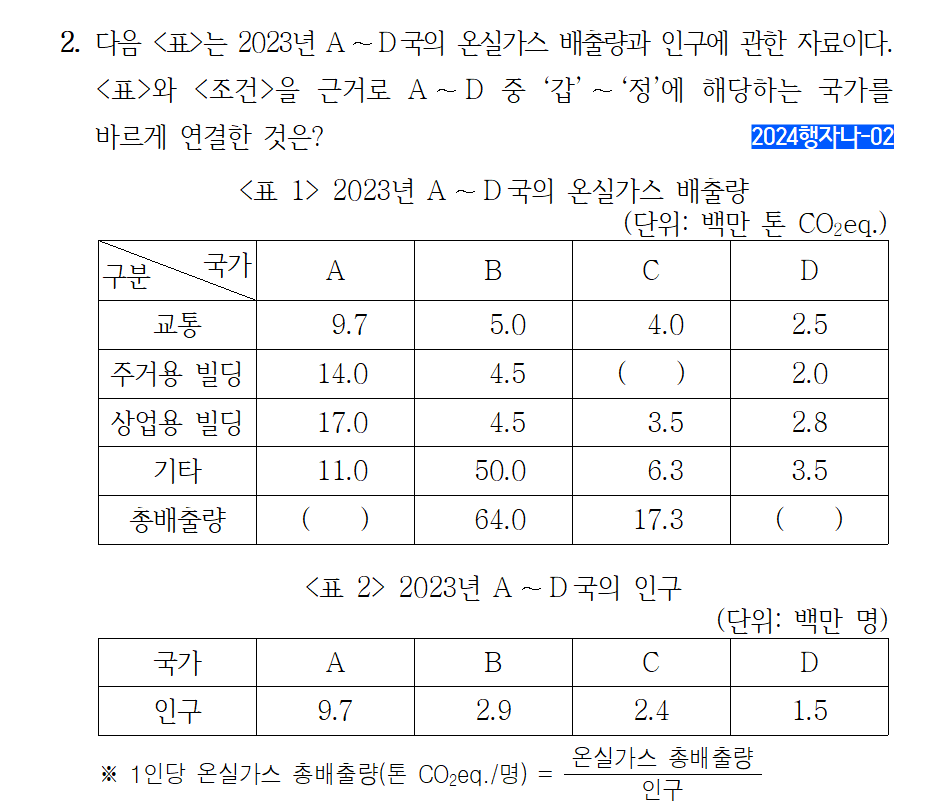 2. 다음 <표>는 2023년 A ~ D국의 온실가스 배출량과 인구에 관한 자료이다.
<표>와 <조건>을 근거로 A ~ D 중 ‘갑’ ~ ‘정’에 해당하는 국가를
바르게 연결한 것은?
2024행자나-02
<표 1> 2023년 A ~ D국의 온실가스 배출량
(단위: 백만 톤 CO₂eq.)
구분 국가 A B C D
교통 9.7 5.0 4.0 2.5
주거용 빌딩 14.0 4.5 ( ) 2.0
상업용 빌딩 17.0 4.5 3.5 2.8
기타 11.0 50.0 6.3 3.5
총배출량 ( ) 64.0 17.3 ( )
<표 2> 2023년 A ~ D국의 인구
(단위: 백만 명)
국가 A B C D
인구 9.7 2.9 2.4 1.5
※ 1인당 온실가스 총배출량(톤 CO₂eq./명) = 온실가스 총배출량
인구